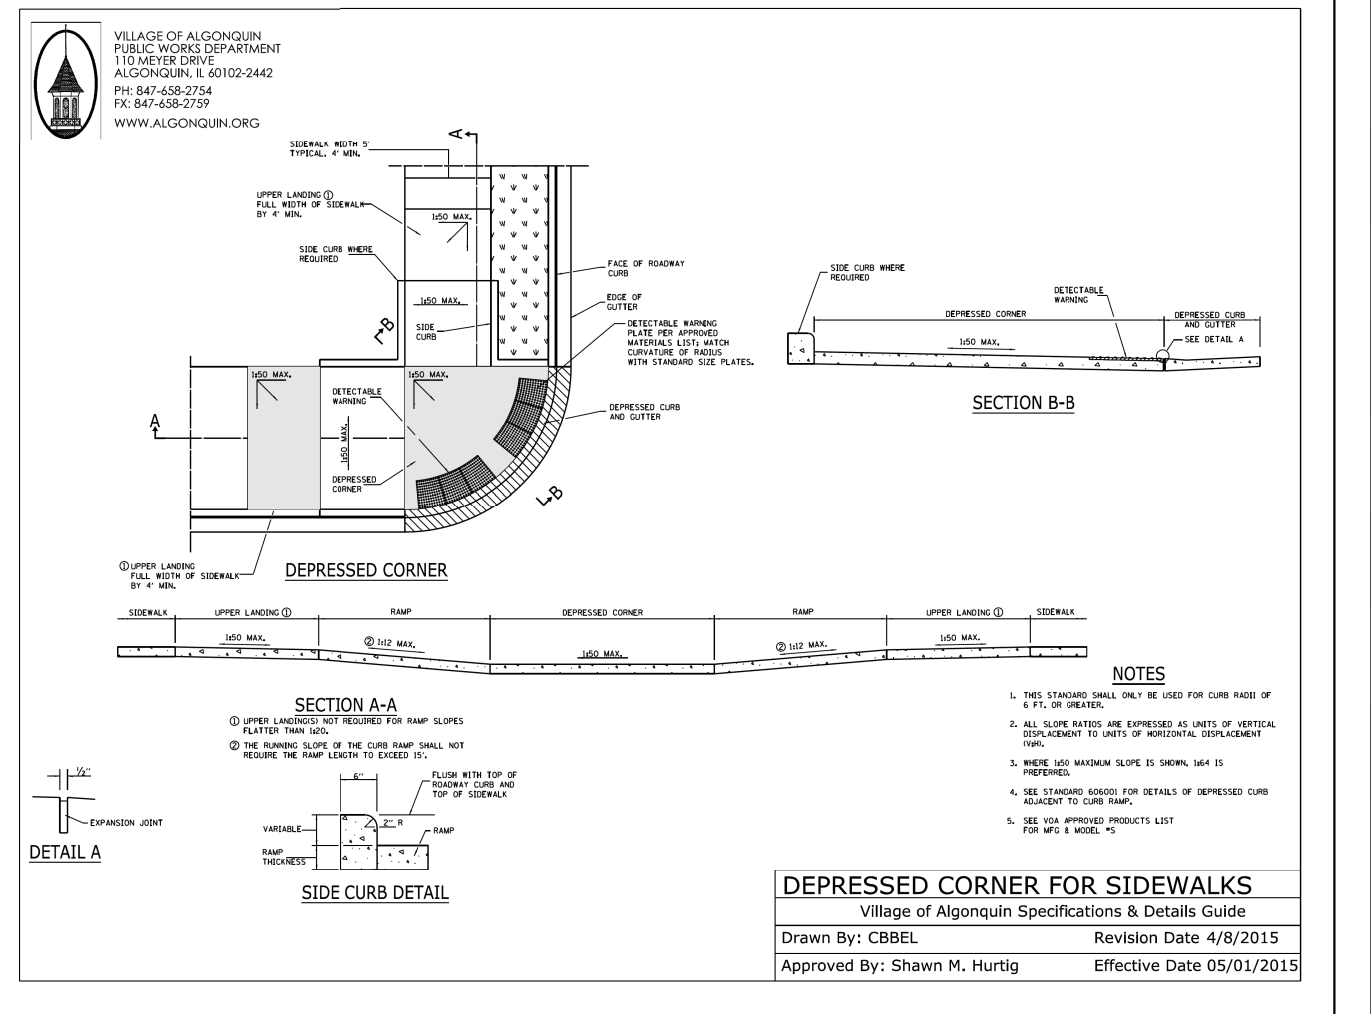 VILLAGE OF ALGONQUIN
PUBLIC WORKS DEPARTMENT
110 MEYER DRIVE
ALGONQUIN, IL 60102-2442
PH: 847-658-2754
FX: 847-658-2759
WWW.ALGONQUIN.ORG
A
SIDEWALK WIDTH 5'
TYPICAL, 4' MIN.
UPPER LANDING ①
FULL WIDTH OF SIDEWALK
BY 4' MIN.
1:50 MAX.
SIDE CURB WHERE
REQUIRED
1:50 MAX.
B
SIDE
CURB
FACE OF ROADWAY
CURB
EDGE OF
GUTTER
DETECTABLE WARNING
PLATE PER APPROVED
MATERIALS LIST; MATCH
CURVATURE OF RADIUS
WITH STANDARD SIZE PLATES.
1:50 MAX.
1:50 MAX.
DETECTABLE
WARNING
DEPRESSED CURB
AND GUTTER
A
1:50 MAX.
DEPRESSED
CORNER
B
① UPPER LANDING
FULL WIDTH OF SIDEWALK
BY 4' MIN.
DEPRESSED CORNER
SIDE CURB WHERE
REQUIRED
DETECTABLE
WARNING
DEPRESSED CORNER
DEPRESSED CURB
AND GUTTER
1:50 MAX.
SEE DETAIL A
SECTION B-B
SIDEWALK
UPPER LANDING ①
RAMP
DEPRESSED CORNER
RAMP
UPPER LANDING ①
SIDEWALK
1:50 MAX.
② 1:12 MAX.
1:50 MAX.
② 1:12 MAX.
1:50 MAX.
SECTION A-A
① UPPER LANDING(S) NOT REQUIRED FOR RAMP SLOPES
FLATTER THAN 1:20.
② THE RUNNING SLOPE OF THE CURB RAMP SHALL NOT
REQUIRE THE RAMP LENGTH TO EXCEED 15'.
½"
EXPANSION JOINT
DETAIL A
6"
FLUSH WITH TOP OF
ROADWAY CURB AND
TOP OF SIDEWALK
VARIABLE
2" R
RAMP
RAMP
THICKNESS
SIDE CURB DETAIL
NOTES
1. THIS STANDARD SHALL ONLY BE USED FOR CURB RADII OF
6 FT. OR GREATER.
2. ALL SLOPE RATIOS ARE EXPRESSED AS UNITS OF VERTICAL
DISPLACEMENT TO UNITS OF HORIZONTAL DISPLACEMENT
(V:H).
3. WHERE 1:50 MAXIMUM SLOPE IS SHOWN, 1:64 IS
PREFERRED.
4. SEE STANDARD 606001 FOR DETAILS OF DEPRESSED CURB
ADJACENT TO CURB RAMP.
5. SEE VOA APPROVED PRODUCTS LIST
FOR MFG & MODEL #S
DEPRESSED CORNER FOR SIDEWALKS
Village of Algonquin Specifications & Details Guide
Drawn By: CBBEL
Revision Date 4/8/2015
Approved By: Shawn M. Hurtig
Effective Date 05/01/2015